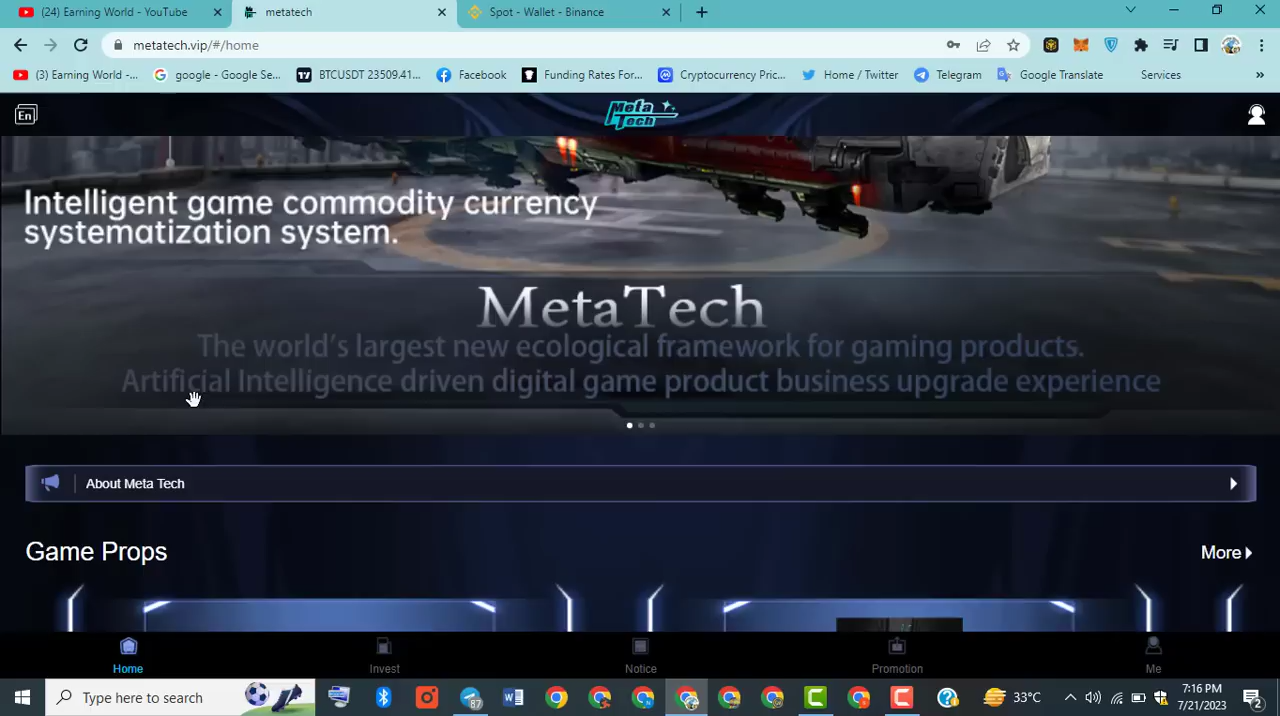 (24) Earning World - YouTube
metatech
Spot - Wallet - Binance
metatech.vip/#/home
(3) Earning World -...
google - Google Se...
BTCUSDT 23509.41...
Facebook
Funding Rates For...
Cryptocurrency Pric...
Home / Twitter
Telegram
Google Translate
Services
»
En
Meta
Tech
Intelligent game commodity currency
systematization system.
MetaTech
The world's largest new ecological framework for gaming products.
Artificial Intelligence driven digital game product business upgrade experience
About Meta Tech
Game Props
More
Home
Invest
Notice
Promotion
Me
Type here to search
87
33°C
7:16 PM
7/21/2023
2